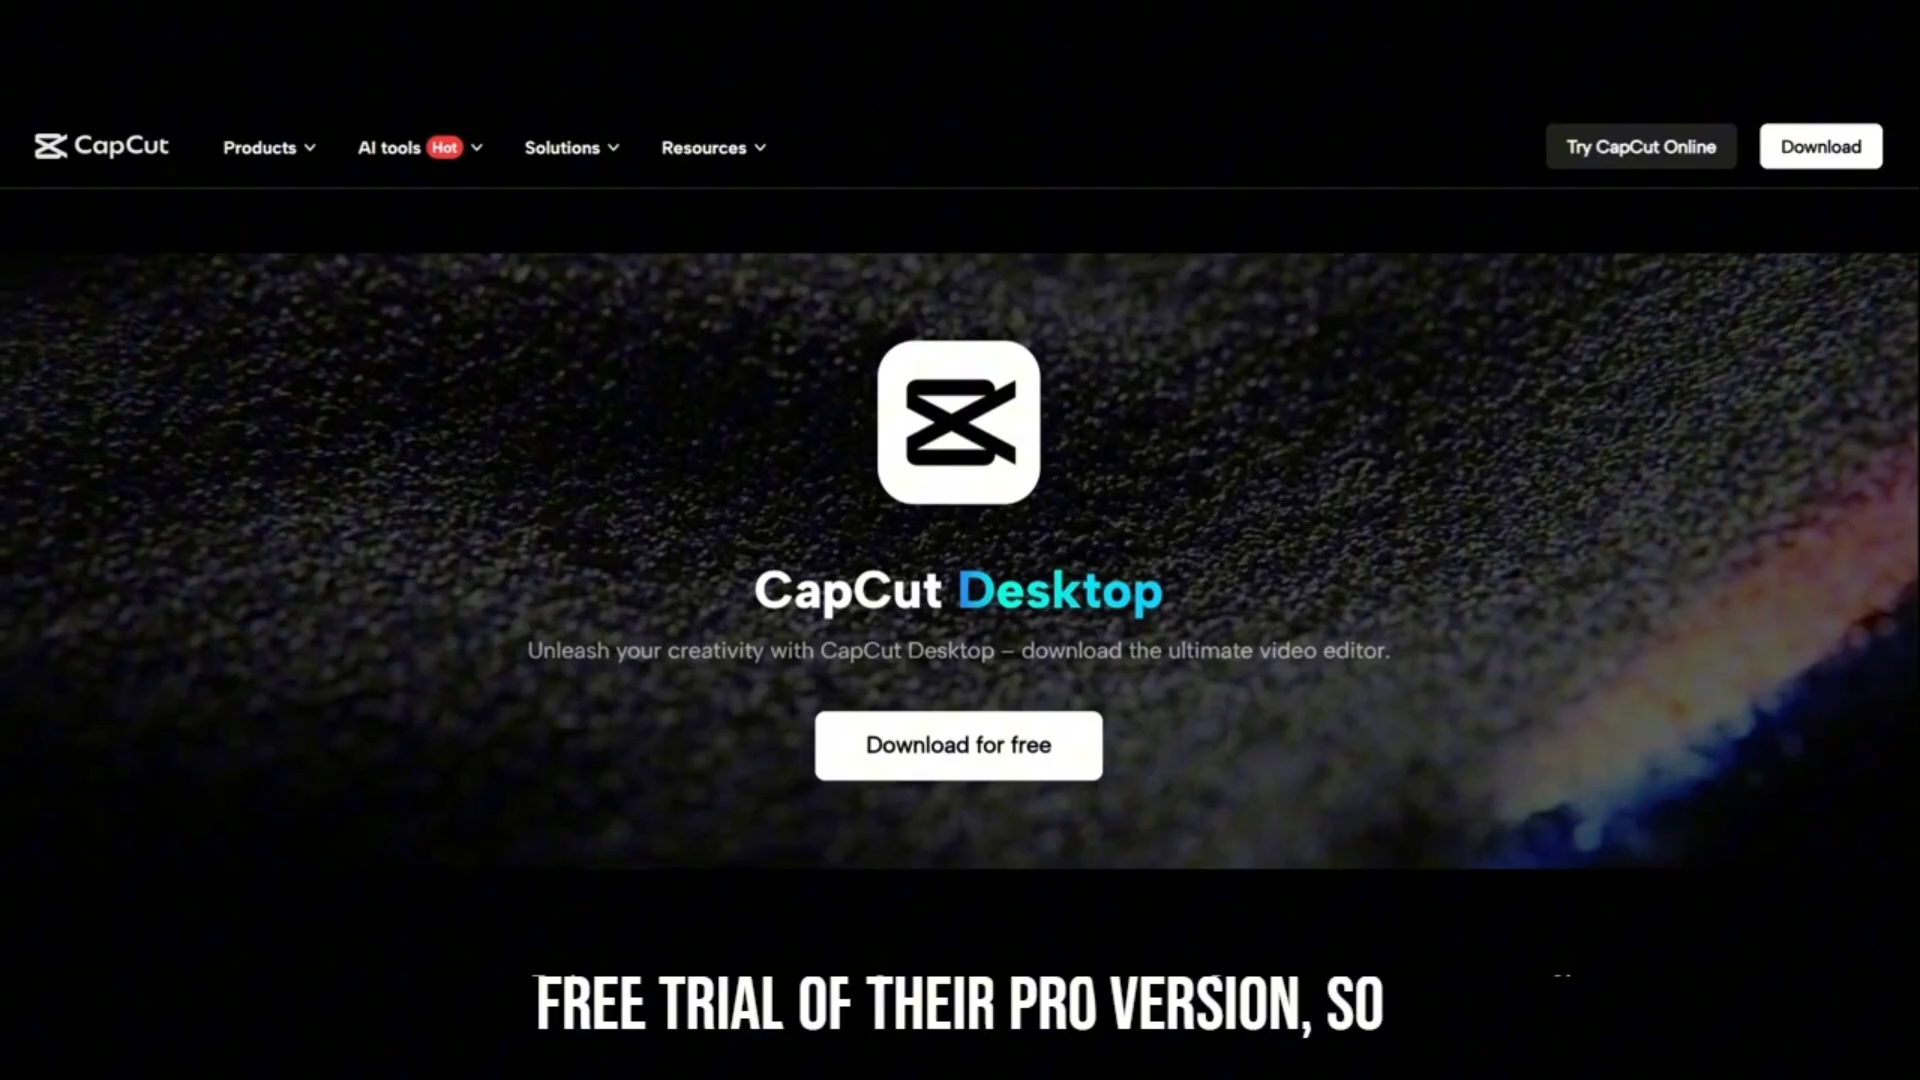 CapCut
Products
AI tools Hot
Solutions
Resources
Try CapCut Online
Download
CapCut Desktop
Unleash your creativity with CapCut Desktop – download the ultimate video editor.
Download for free
FREE TRIAL OF THEIR PRO VERSION, SO